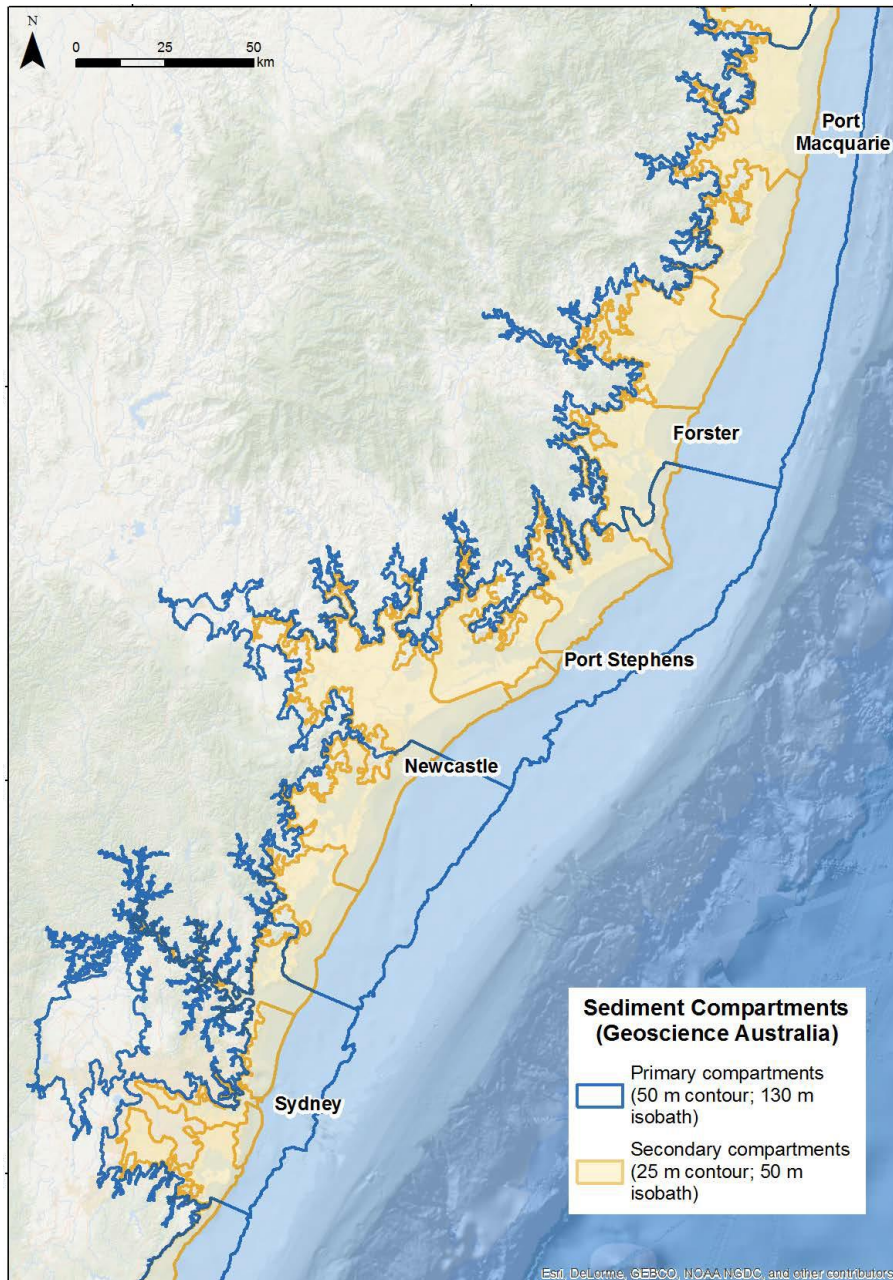 N
0 25 50
km
Port
Macquarie
Forster
Port Stephens
Newcastle
Sydney
Sediment Compartments
(Geoscience Australia)
Primary compartments
(50 m contour; 130 m
isobath)
Secondary compartments
(25 m contour; 50 m
isobath)
Esri, DeLorme, GEBCO, NOAA NGDC, and other contributors